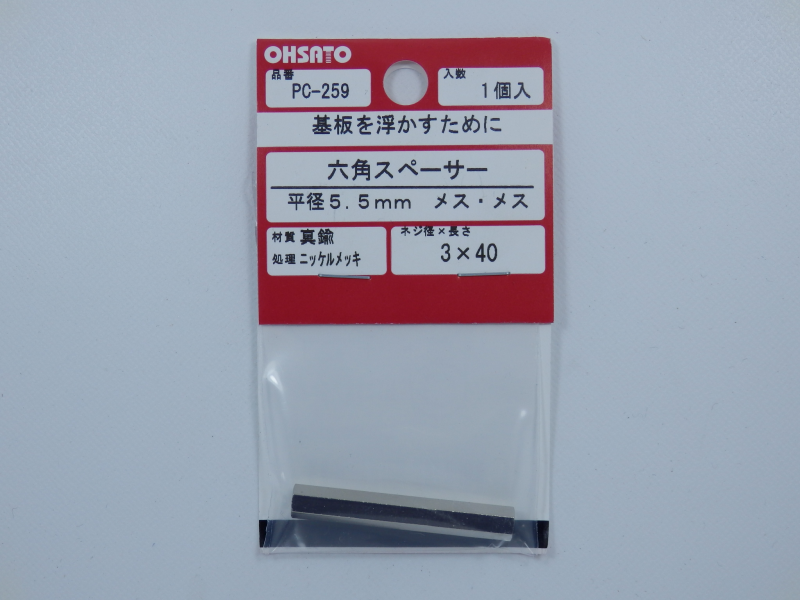 OHSATO
品番
PC-259
入数
1個入
基板を浮かすために
六角スペーサー
平径5.5mm メス・メス
材質 真鍮
処理 ニッケルメッキ
ネジ径×長さ
3×40